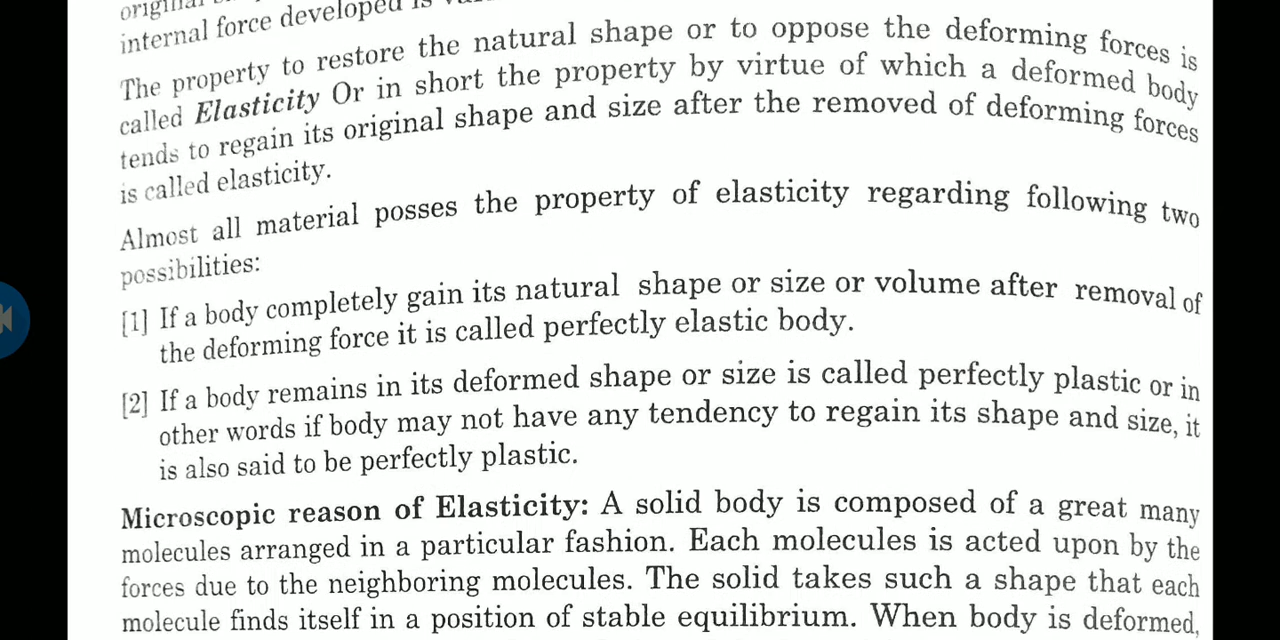 original
internal force developed is
The property to restore the natural shape or to oppose the deforming forces is
called Elasticity Or in short the property by virtue of which a deformed body
tends to regain its original shape and size after the removed of deforming forces
is called elasticity.
Almost all material posses the property of elasticity regarding following two
possibilities:
[1] If a body completely gain its natural shape or size or volume after removal of
the deforming force it is called perfectly elastic body.
[2] If a body remains in its deformed shape or size is called perfectly plastic or in
other words if body may not have any tendency to regain its shape and size, it
is also said to be perfectly plastic.
Microscopic reason of Elasticity: A solid body is composed of a great many
molecules arranged in a particular fashion. Each molecules is acted upon by the
forces due to the neighboring molecules. The solid takes such a shape that each
molecule finds itself in a position of stable equilibrium. When body is deformed,